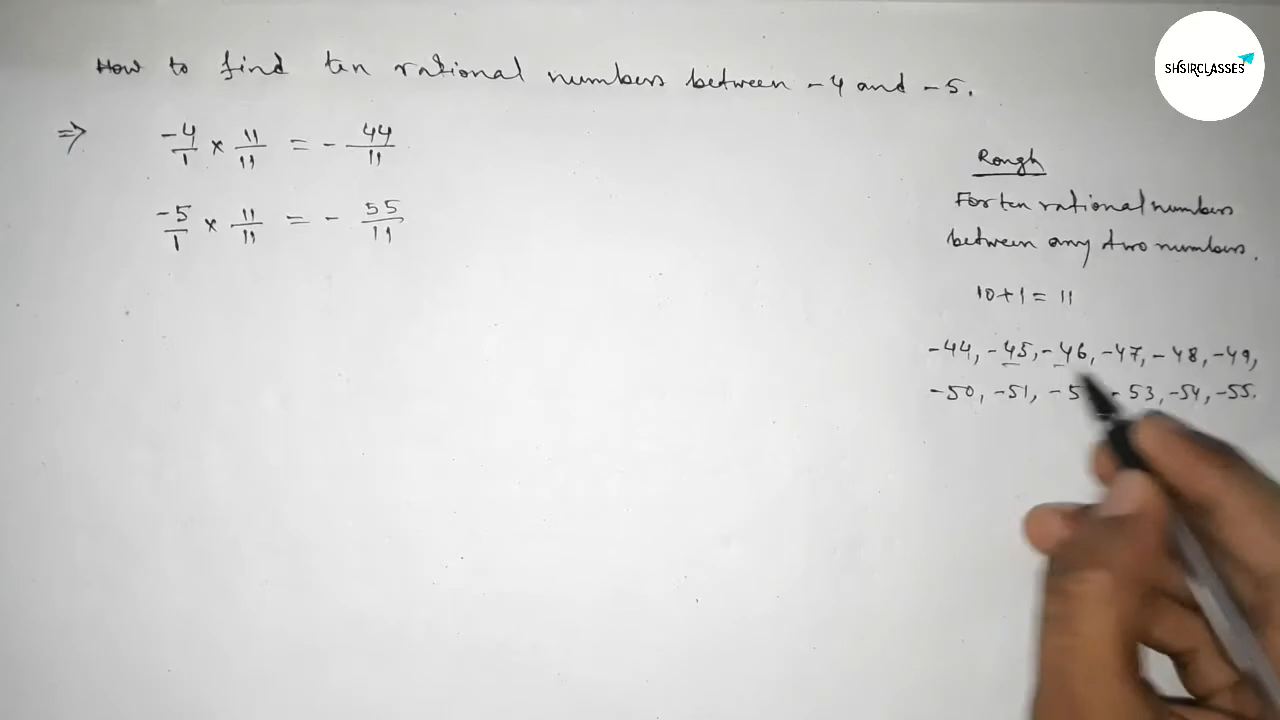 How to find ten rational numbers between -4 and -5.
SHSIRCLASSES
⇒ -4/1 × 11/11 = - 44/11
-5/1 × 11/11 = - 55/11
Rough
For ten rational numbers
between any two numbers.
10+1 = 11
-44, -45, -46, -47, -48, -49,
-50, -51, -53, -54, -55.